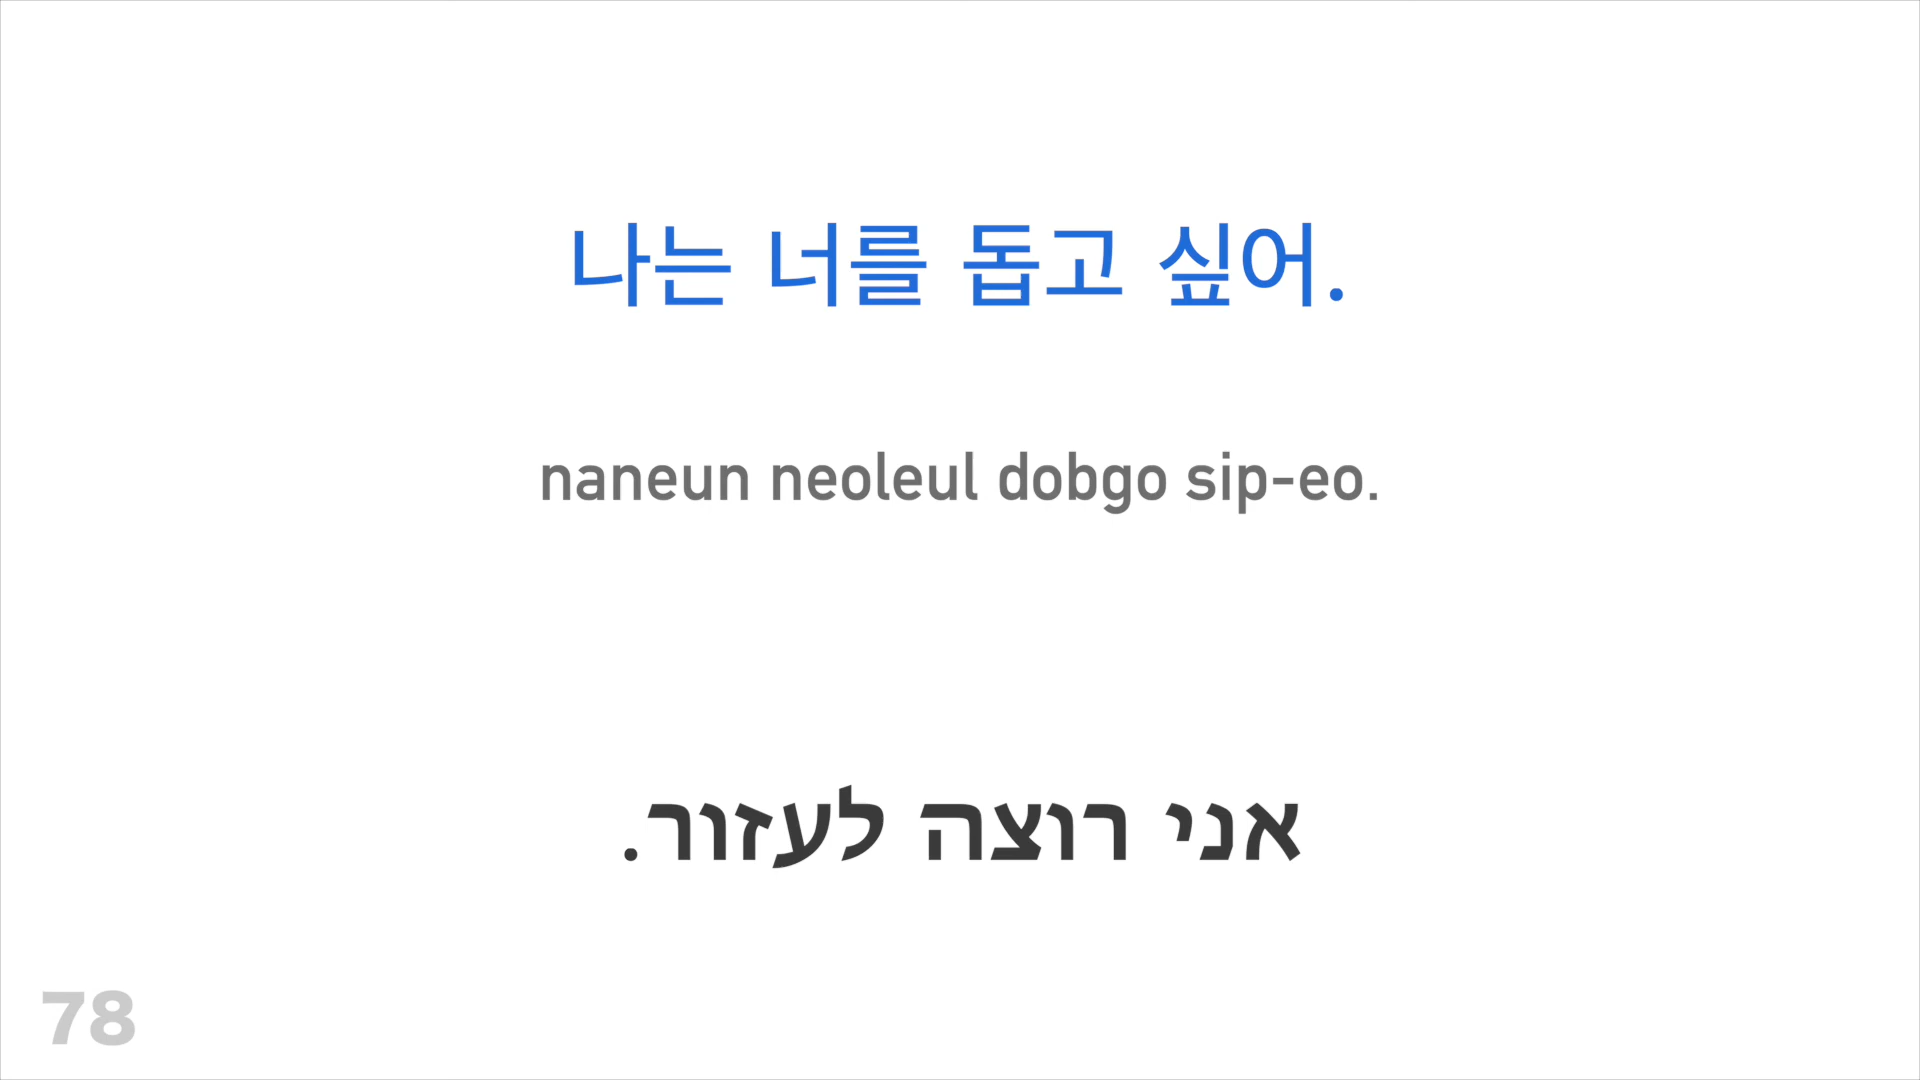 나는 너를 돕고 싶어.
naneun neoleul dobgo sip-eo.
אני רוצה לעזור.
78